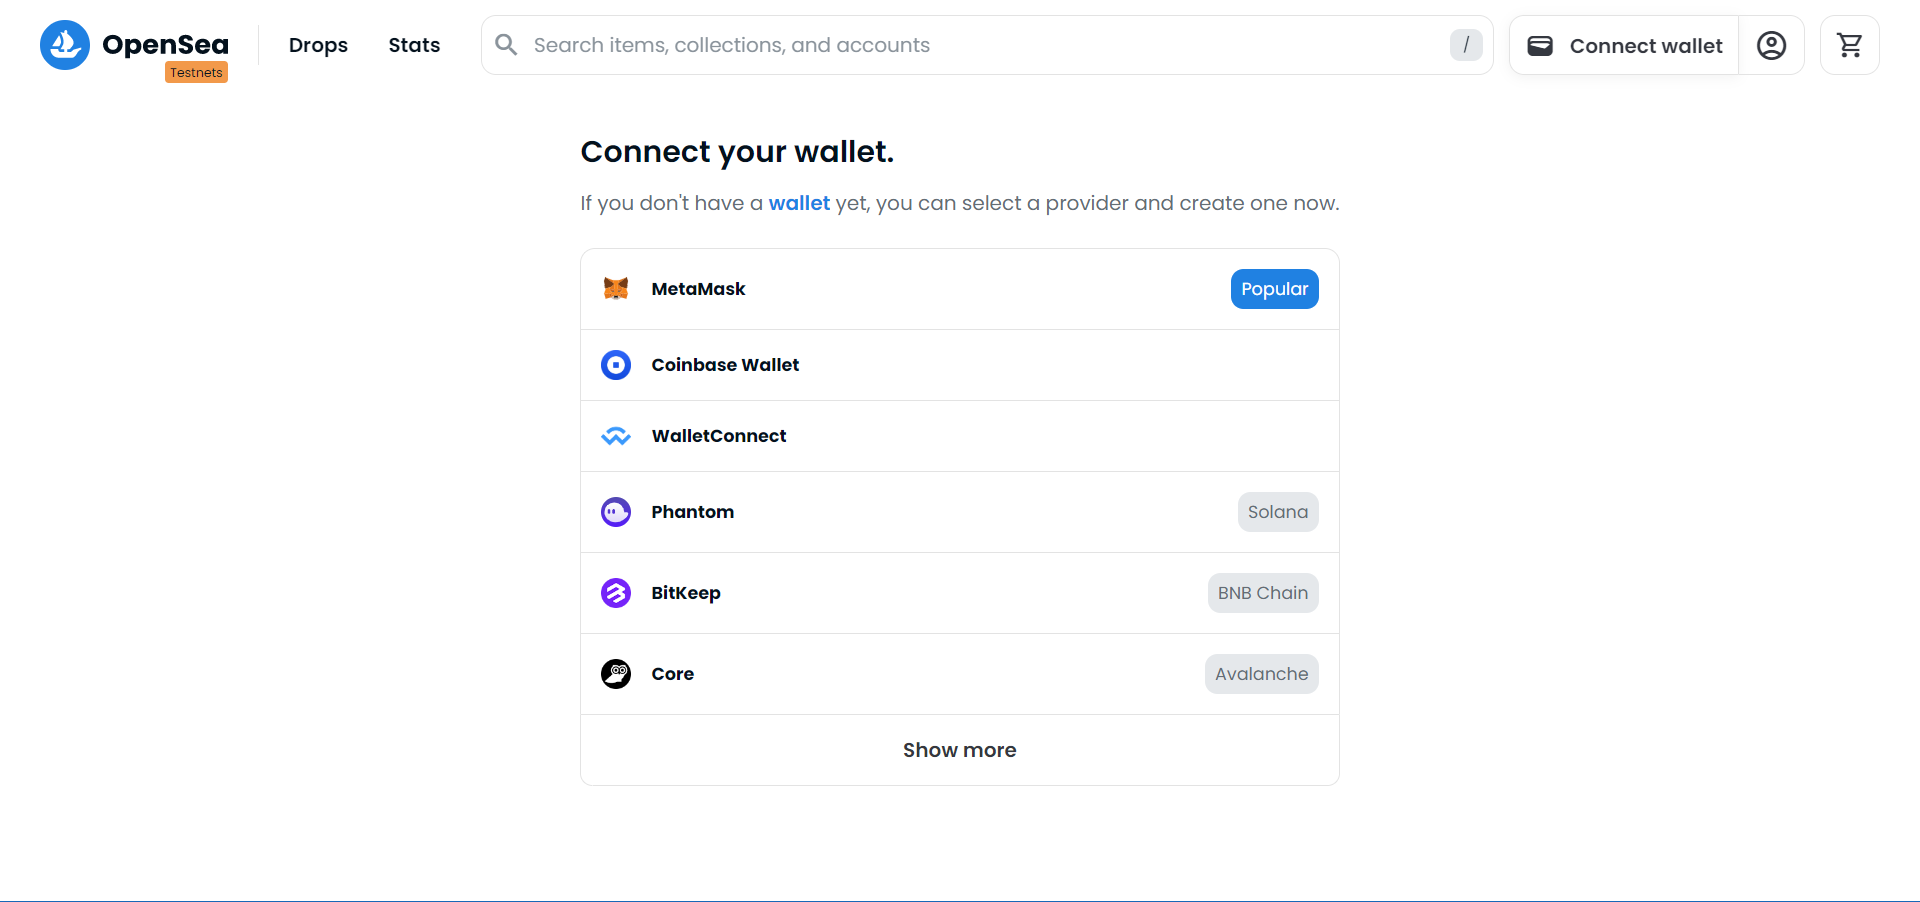 OpenSea
Testnets
Drops
Stats
Search items, collections, and accounts
/
Connect wallet
Connect your wallet.
If you don't have a wallet yet, you can select a provider and create one now.
MetaMask
Popular
Coinbase Wallet
WalletConnect
Phantom
Solana
BitKeep
BNB Chain
Core
Avalanche
Show more